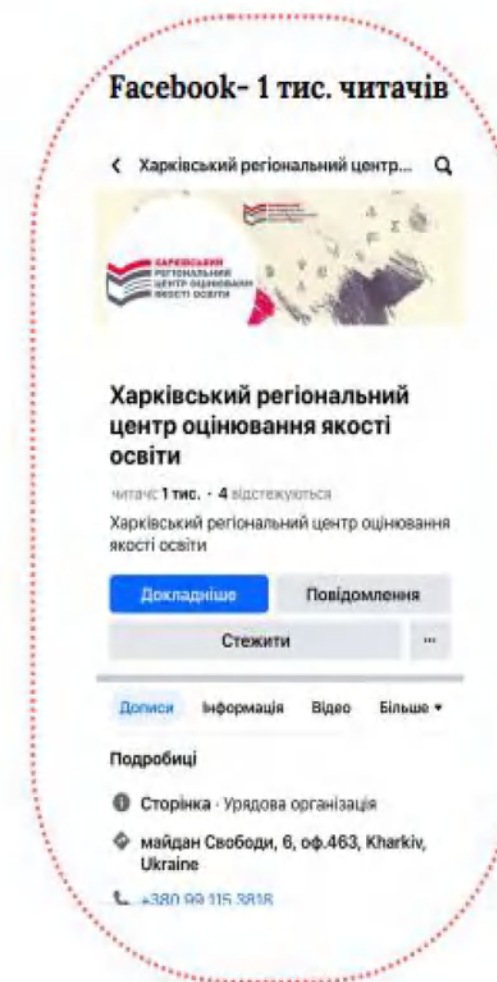 Facebook- 1 тис. читачів
Харківський регіональний центр...
ХАРКІВСЬКИЙ
РЕГІОНАЛЬНИЙ
ЦЕНТР ОЦІНЮВАННЯ
ЯКОСТІ ОСВІТИ
Харківський регіональний
центр оцінювання якості
освіти
читачі: 1 тис. · 4 відстежуються
Харківський регіональний центр оцінювання
якості освіти
Докладніше
Повідомлення
Стежити
...
Дописи Інформація Відео Більше
Подробиці
Сторінка · Урядова організація
майдан Свободи, 6, оф.463, Kharkiv,
Ukraine
+380 99 115 3818